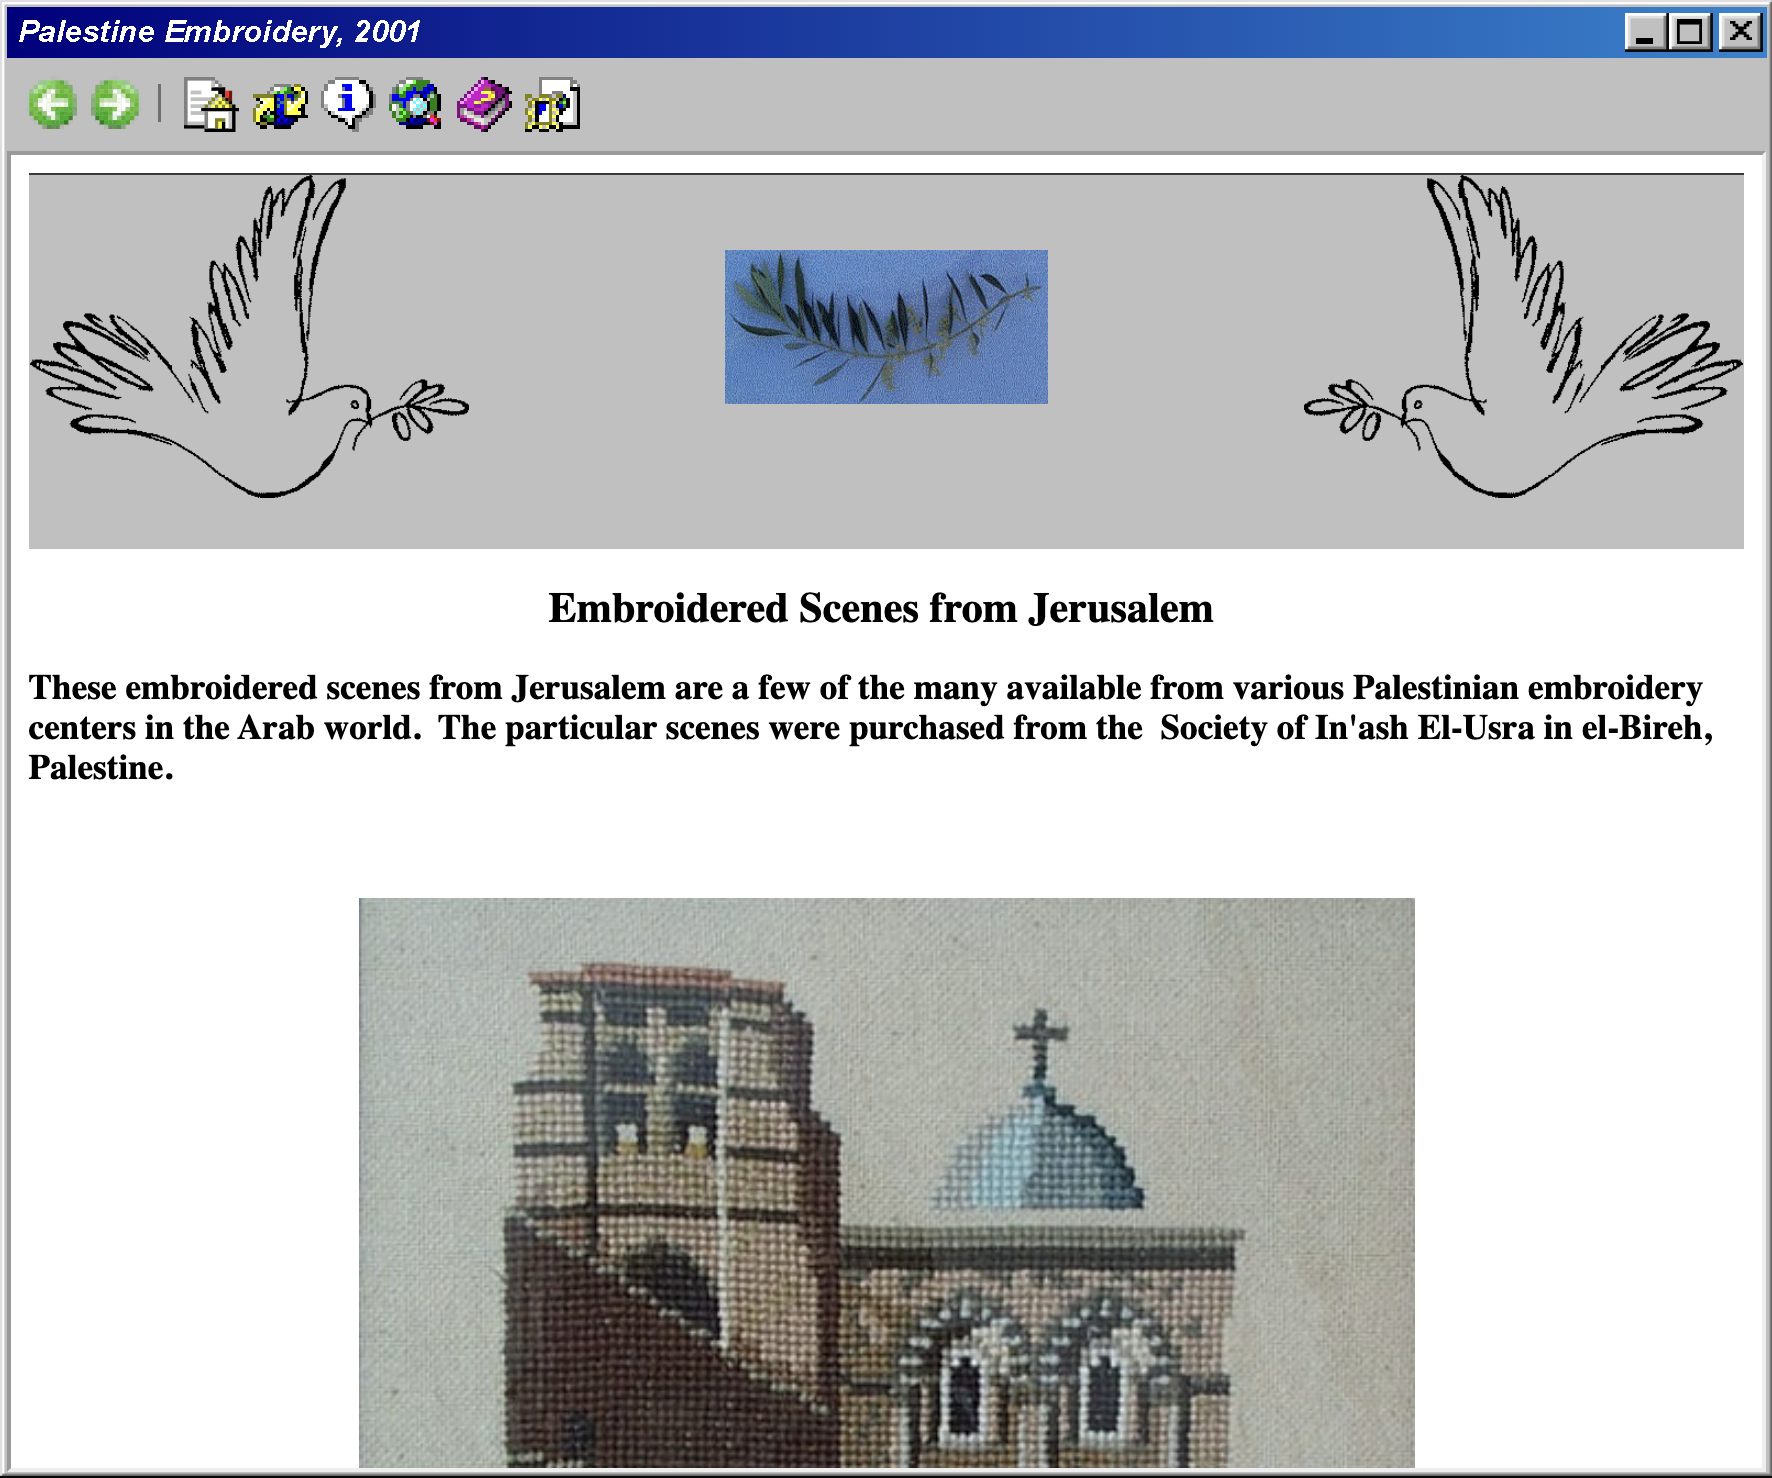 Palestine Embroidery, 2001
Embroidered Scenes from Jerusalem
These embroidered scenes from Jerusalem are a few of the many available from various Palestinian embroidery
centers in the Arab world.  The particular scenes were purchased from the  Society of In'ash El-Usra in el-Bireh,
Palestine.